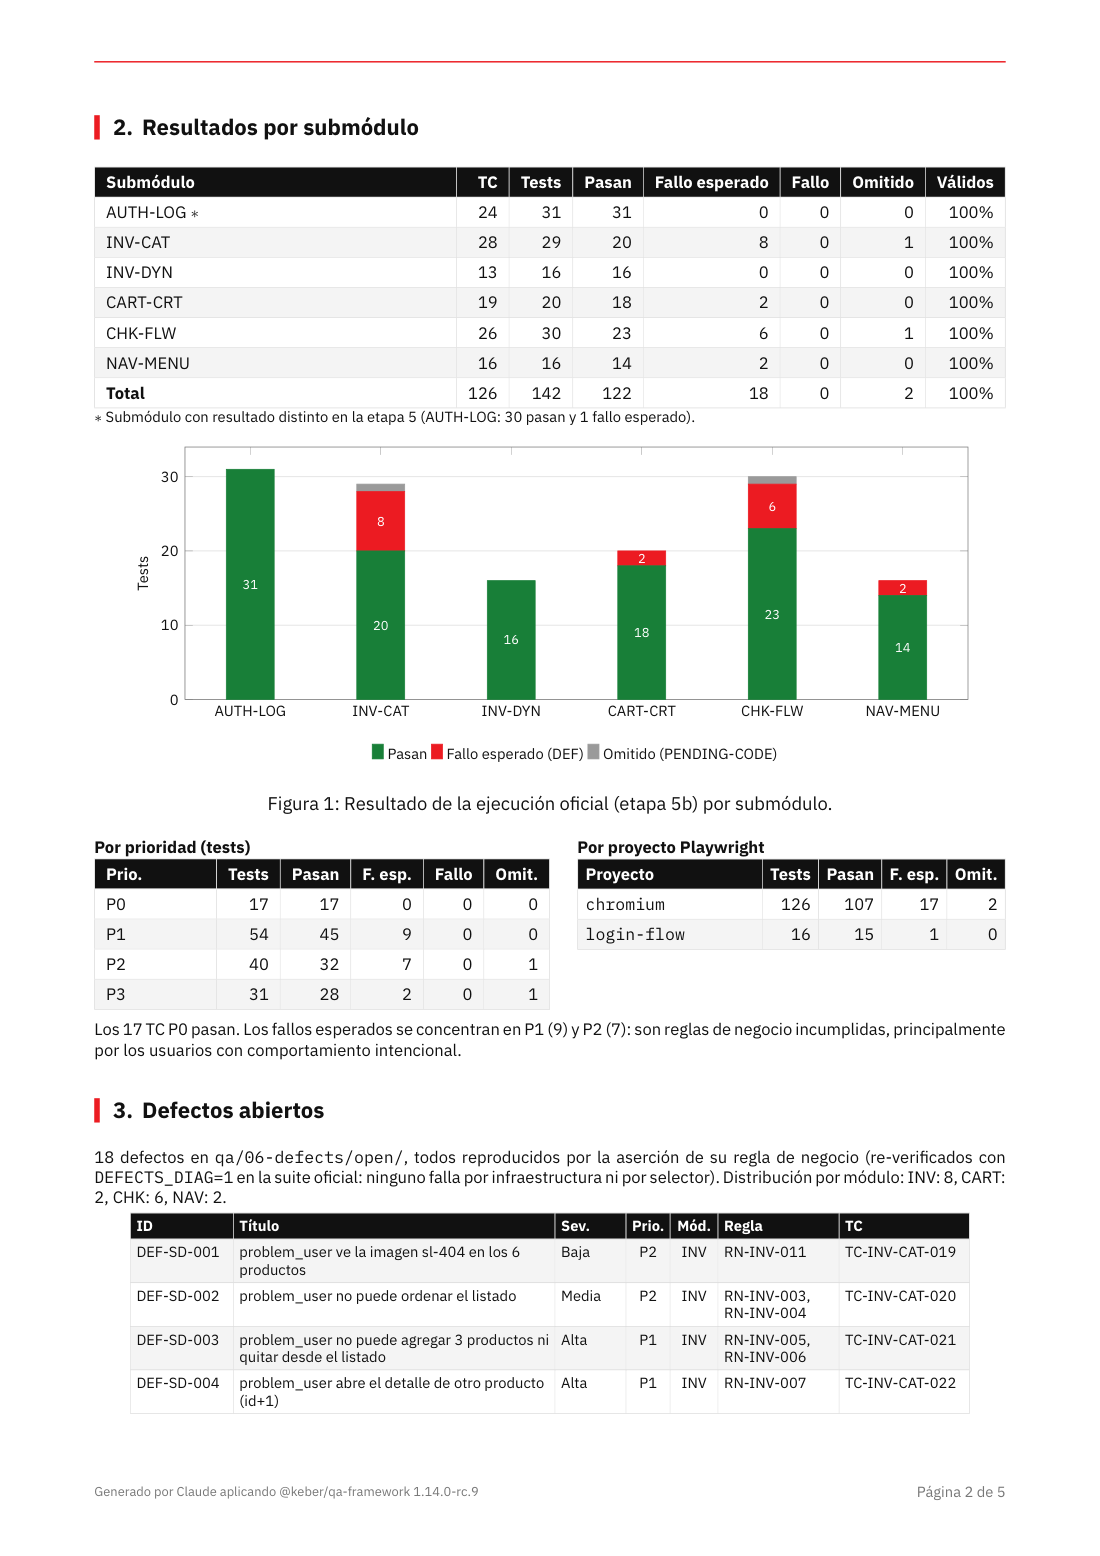 2. Resultados por submódulo
Submódulo TC Tests Pasan Fallo esperado Fallo Omitido Válidos
AUTH-LOG * 24 31 31 0 0 0 100%
INV-CAT 28 29 20 8 0 1 100%
INV-DYN 13 16 16 0 0 0 100%
CART-CRT 19 20 18 2 0 0 100%
CHK-FLW 26 30 23 6 0 1 100%
NAV-MENU 16 16 14 2 0 0 100%
Total 126 142 122 18 0 2 100%
* Submódulo con resultado distinto en la etapa 5 (AUTH-LOG: 30 pasan y 1 fallo esperado).
Tests
30
20
10
0
31
8
20
16
2
18
6
23
2
14
AUTH-LOG INV-CAT INV-DYN CART-CRT CHK-FLW NAV-MENU
Pasan Fallo esperado (DEF) Omitido (PENDING-CODE)
Figura 1: Resultado de la ejecución oficial (etapa 5b) por submódulo.
Por prioridad (tests)
Prio. Tests Pasan F. esp. Fallo Omit.
P0 17 17 0 0 0
P1 54 45 9 0 0
P2 40 32 7 0 1
P3 31 28 2 0 1
Por proyecto Playwright
Proyecto Tests Pasan F. esp. Omit.
chromium 126 107 17 2
login-flow 16 15 1 0
Los 17 TC P0 pasan. Los fallos esperados se concentran en P1 (9) y P2 (7): son reglas de negocio incumplidas, principalmente
por los usuarios con comportamiento intencional.
3. Defectos abiertos
18 defectos en qa/06-defects/open/, todos reproducidos por la aserción de su regla de negocio (re-verificados con
DEFECTS_DIAG=1 en la suite oficial: ninguno falla por infraestructura ni por selector). Distribución por módulo: INV: 8, CART:
2, CHK: 6, NAV: 2.
ID Título Sev. Prio. Mód. Regla TC
DEF-SD-001 problem_user ve la imagen sl-404 en los 6 Baja P2 INV RN-INV-011 TC-INV-CAT-019
productos
DEF-SD-002 problem_user no puede ordenar el listado Media P2 INV RN-INV-003, TC-INV-CAT-020
RN-INV-004
DEF-SD-003 problem_user no puede agregar 3 productos ni Alta P1 INV RN-INV-005, TC-INV-CAT-021
quitar desde el listado RN-INV-006
DEF-SD-004 problem_user abre el detalle de otro producto Alta P1 INV RN-INV-007 TC-INV-CAT-022
(id+1)
Generado por Claude aplicando @keber/qa-framework 1.14.0-rc.9
Página 2 de 5